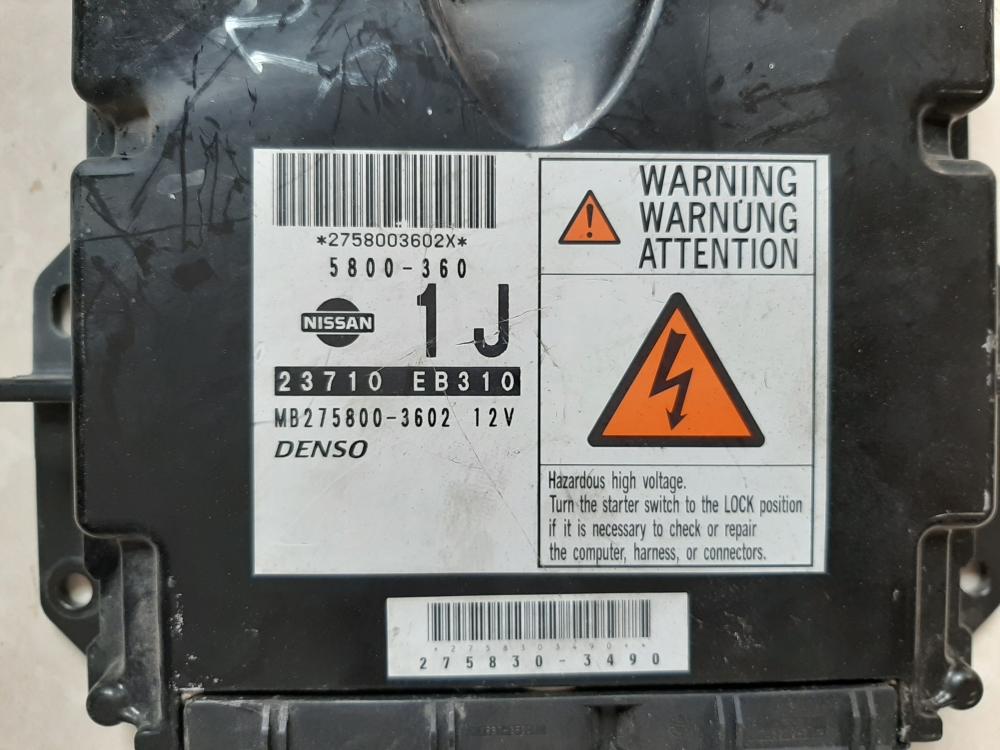 *2758003602X*
5800-360
NISSAN
1J
23710 EB310
MB275800-3602 12V
DENSO
WARNING
WARNUNG
ATTENTION
Hazardous high voltage.
Turn the starter switch to the LOCK position
if it is necessary to check or repair
the computer, harness, or connectors.
275830-3490